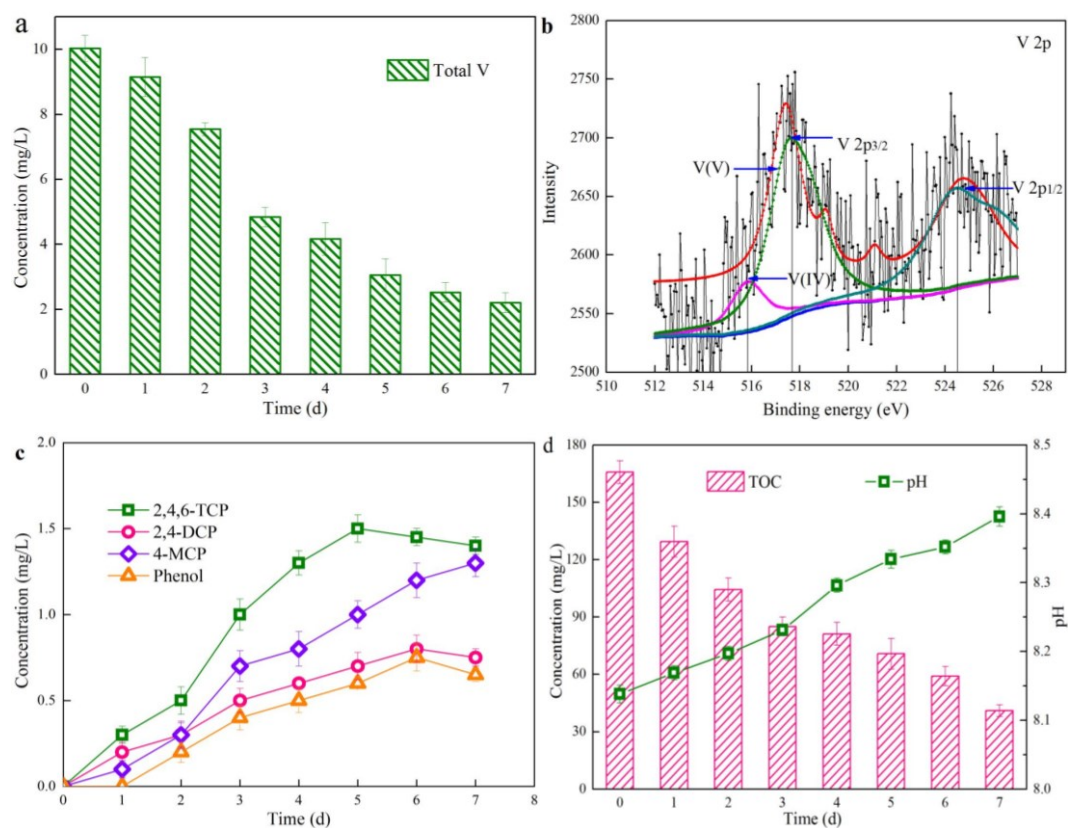 a
Total V
Concentration (mg/L)
10
8
6
4
2
0
0 1 2 3 4 5 6 7
Time (d)
b
V 2p
V 2p3/2
V(V)
V 2p1/2
V(IV)
Intensity
2800
2750
2700
2650
2600
2550
2500
510 512 514 516 518 520 522 524 526 528
Binding energy (eV)
c
2,4,6-TCP
2,4-DCP
4-MCP
Phenol
Concentration (mg/L)
2.0
1.5
1.0
0.5
0.0
0 1 2 3 4 5 6 7 8
Time (d)
d
TOC
pH
Concentration (mg/L)
180
150
120
90
60
30
0
8.5
8.4
8.3
8.2
8.1
8.0
pH
0 1 2 3 4 5 6 7
Time (d)